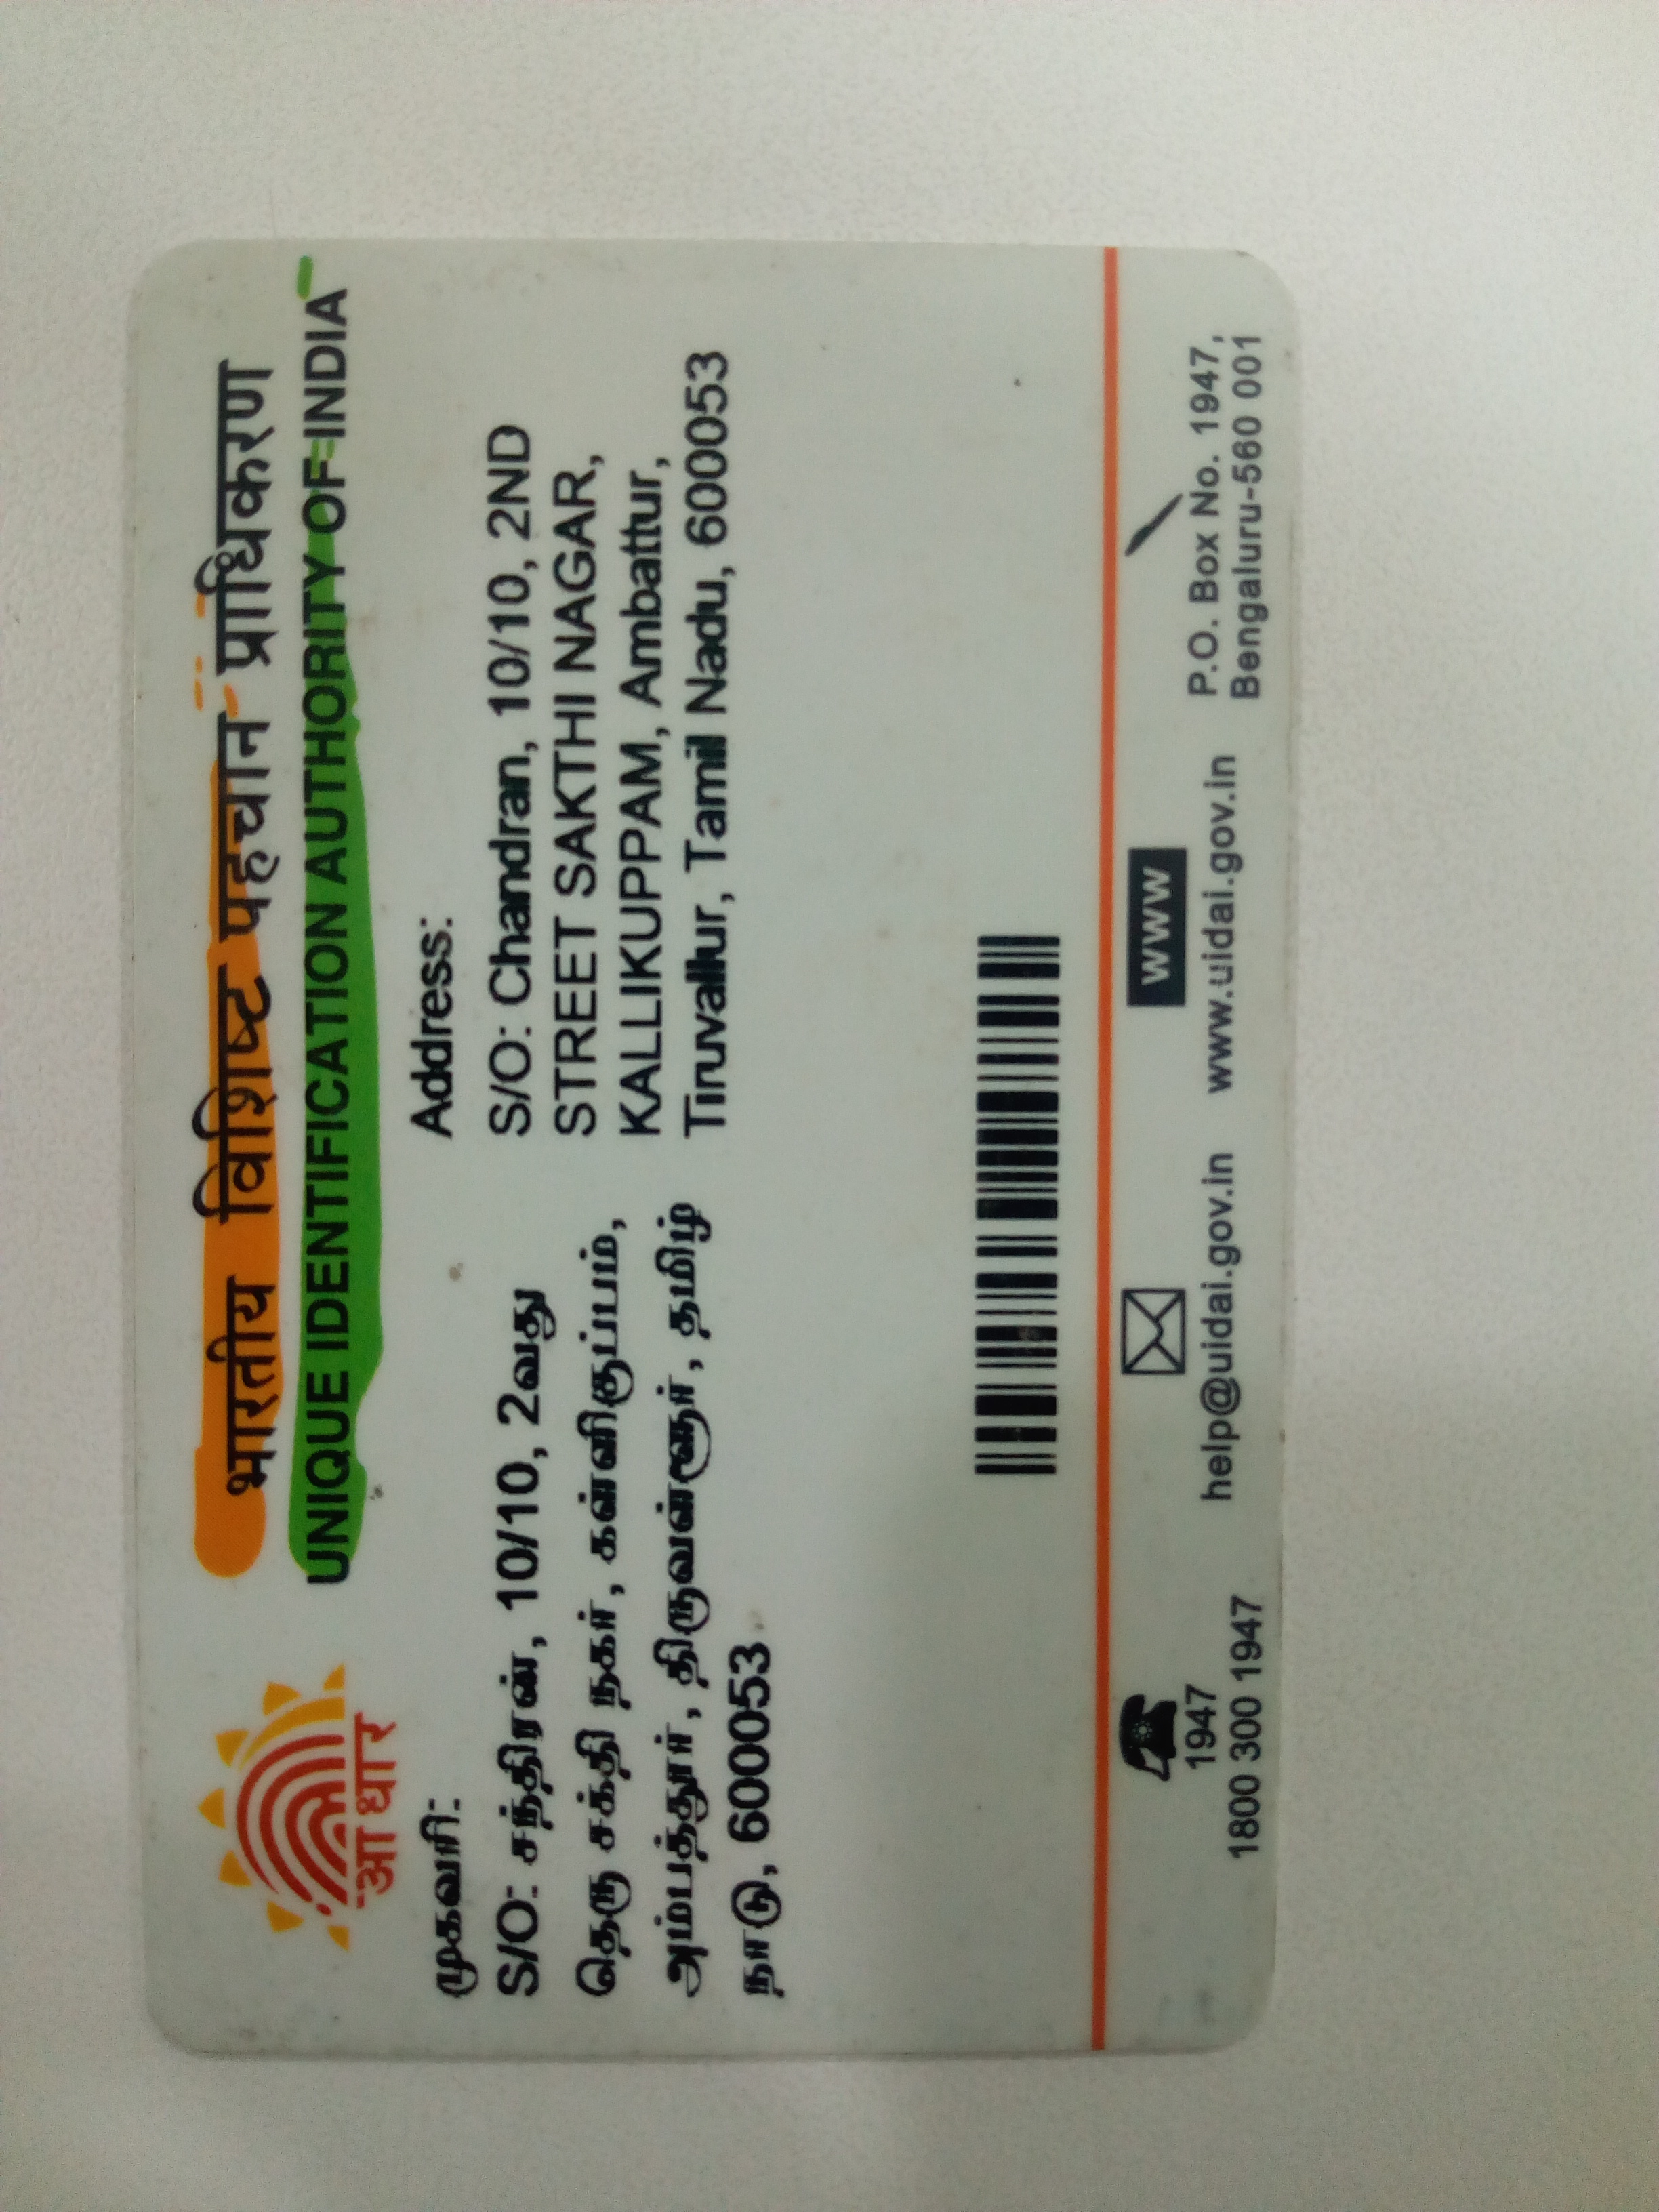 भारतीय विशिष्ट पहचान प्राधिकरण
UNIQUE IDENTIFICATION AUTHORITY OF INDIA
आधार
முகவரி:
S/O: சந்திரன், 10/10, 2வது
தெரு சக்தி நகர், கள்ளிகுப்பம்,
அம்பத்தூர், திருவள்ளூர், தமிழ்
நாடு, 600053
Address:
S/O: Chandran, 10/10, 2ND
STREET SAKTHI NAGAR,
KALLIKUPPAM, Ambattur,
Tiruvallur, Tamil Nadu, 600053
1947
1800 300 1947
help@uidai.gov.in
WWW
www.uidai.gov.in
P.O. Box No. 1947,
Bengaluru-560 001